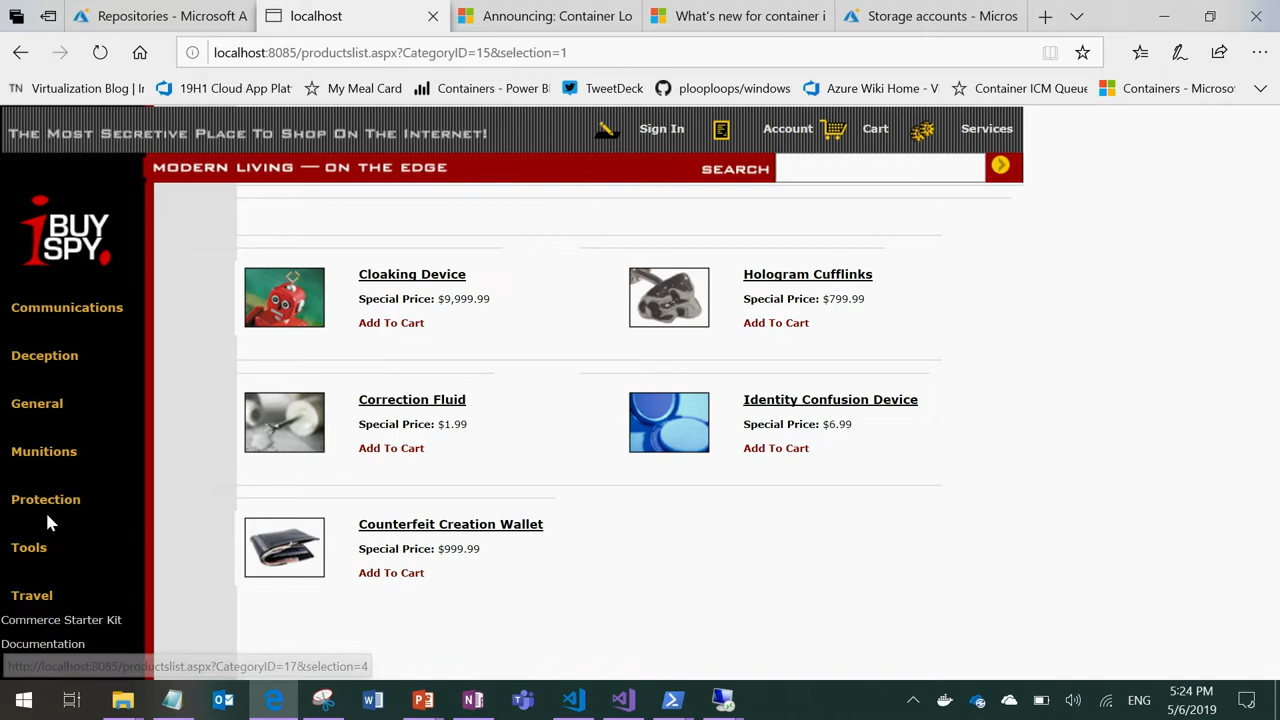 Repositories - Microsoft A
localhost
Announcing: Container Lo
What's new for container i
Storage accounts - Micros
localhost:8085/productslist.aspx?CategoryID=15&selection=1
TN Virtualization Blog | In
19H1 Cloud App Plat
My Meal Card
Containers - Power B
TweetDeck
plooploops/windows
Azure Wiki Home - V
Container ICM Queue
Containers - Microso
The Most Secretive Place To Shop On The Internet!
Sign In
Account
Cart
Services
MODERN LIVING — ON THE EDGE
SEARCH
iBUY
SPY.
Communications
Deception
General
Munitions
Protection
Tools
Travel
Commerce Starter Kit
Documentation
Cloaking Device
Special Price: $9,999.99
Add To Cart
Hologram Cufflinks
Special Price: $799.99
Add To Cart
Correction Fluid
Special Price: $1.99
Add To Cart
Identity Confusion Device
Special Price: $6.99
Add To Cart
Counterfeit Creation Wallet
Special Price: $999.99
Add To Cart
http://localhost:8085/productslist.aspx?CategoryID=17&selection=4
ENG
5:24 PM
5/6/2019